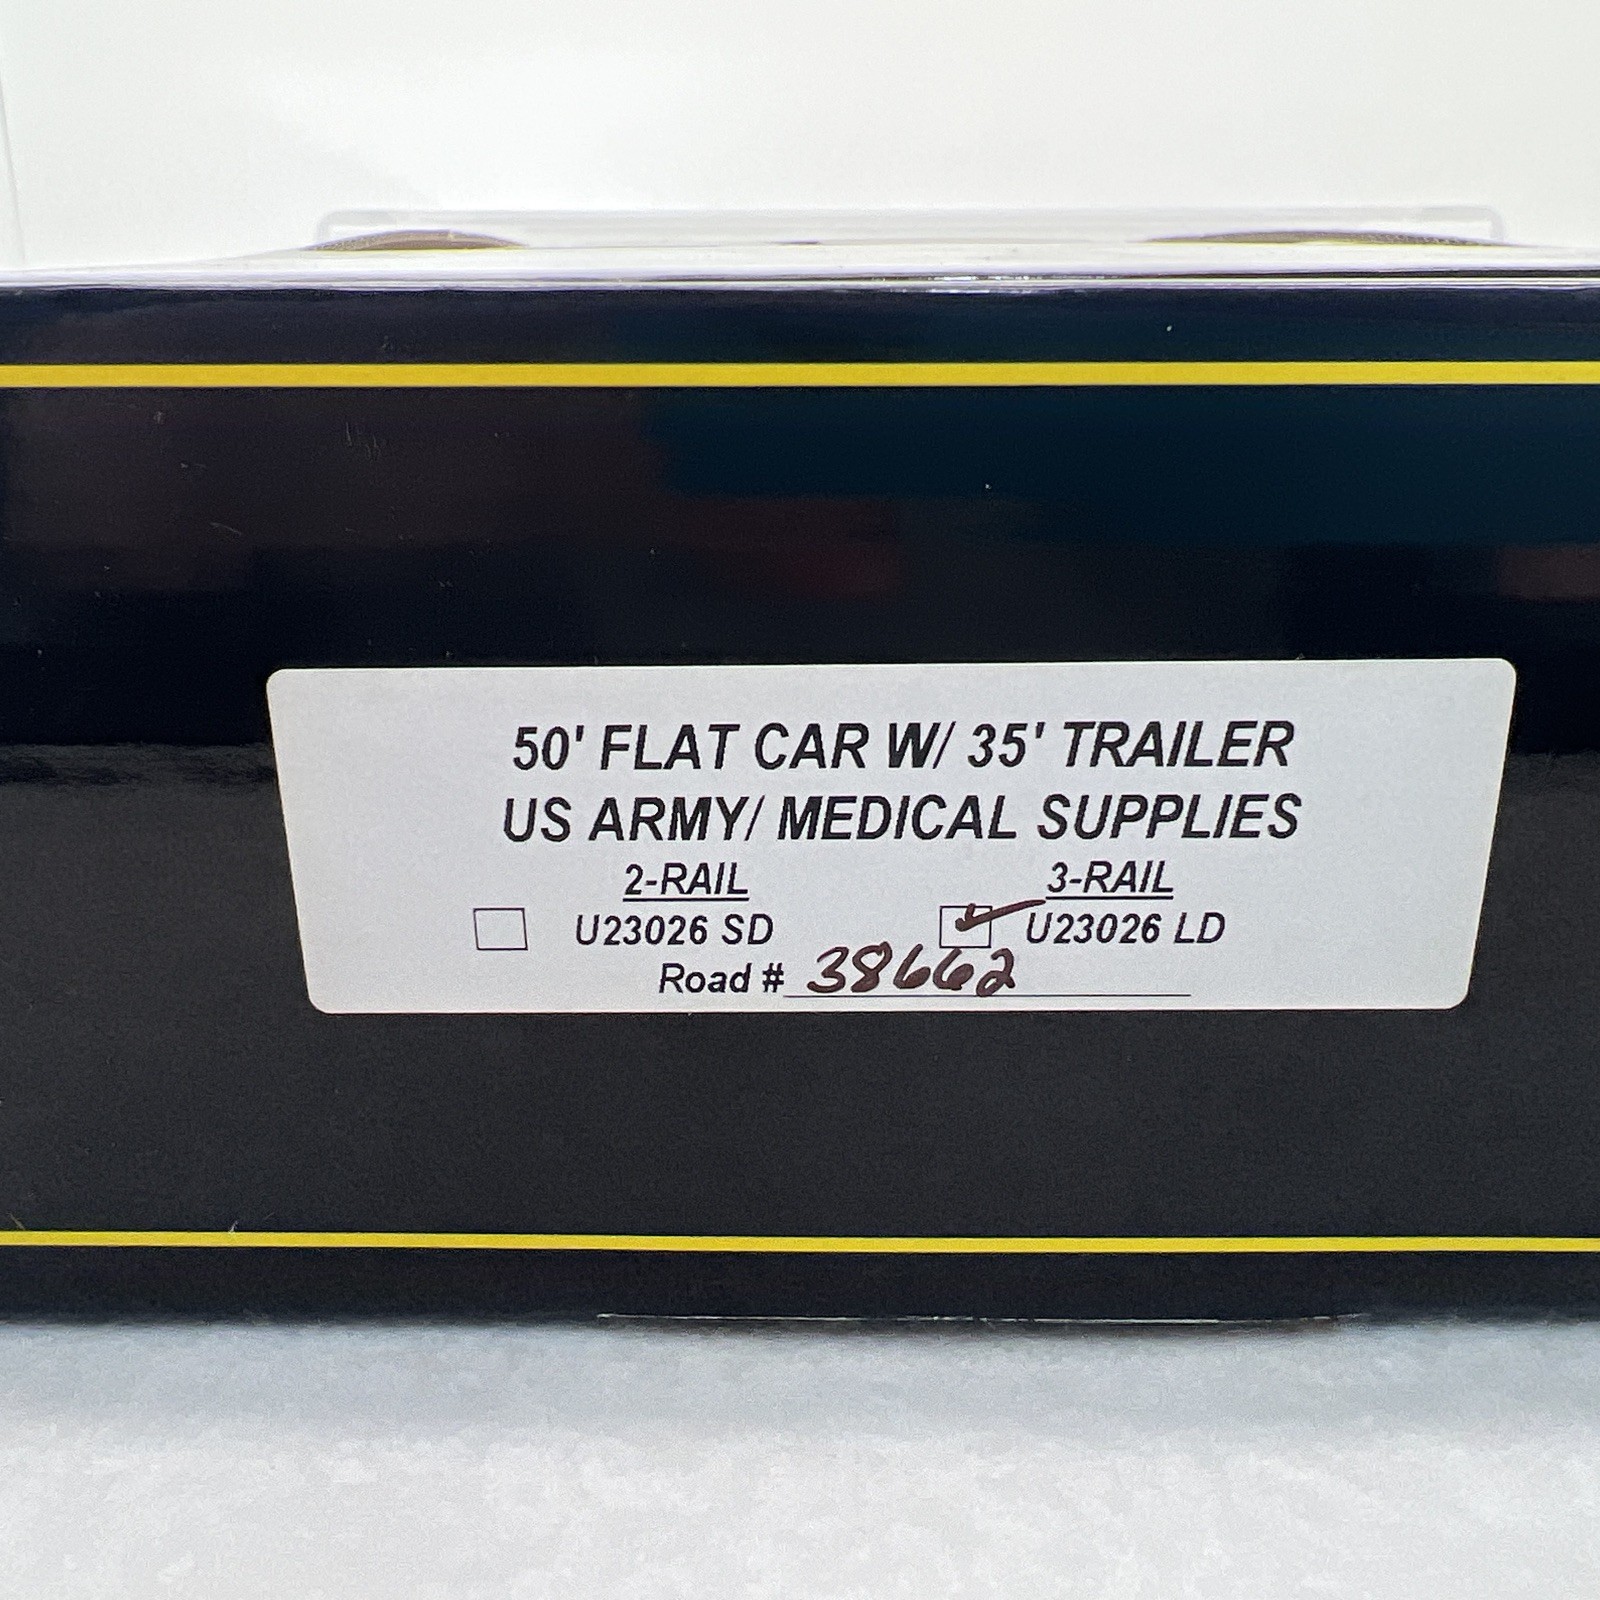 50' FLAT CAR W/ 35' TRAILER
US ARMY/ MEDICAL SUPPLIES
2-RAIL 3-RAIL
U23026 SD U23026 LD
Road # 38662